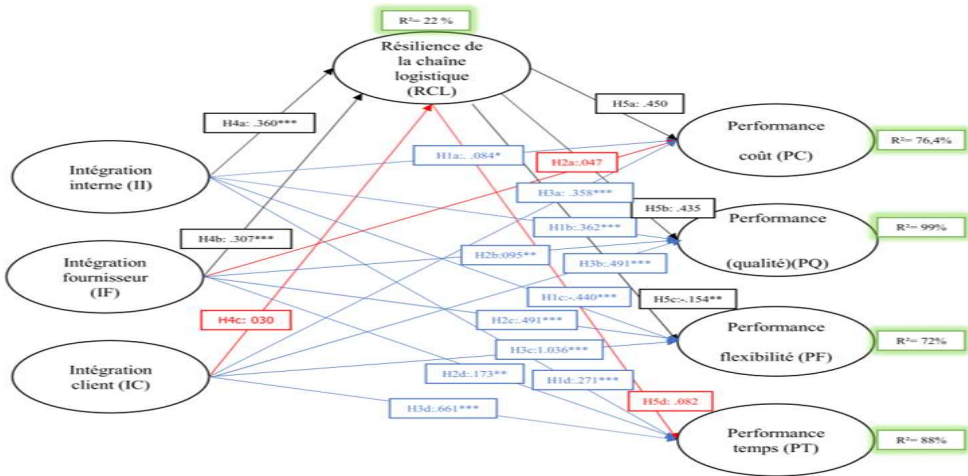 R²= 22 %
Résilience de
la chaîne
logistique
(RCL)
H4a: .360***
H5a: .450
Performance
coût (PC)
R²= 76,4%
H1a: .084*
H2a:.047
Intégration
interne (II)
H3a: .358***
H5b: .435
H4b: .307***
H1b:.362***
Performance
(qualité)(PQ)
R²= 99%
H2b:095**
H3b:.491***
Intégration
fournisseur
(IF)
H1c:-.440***
H5c:-.154**
H4c: 030
H2c:.491***
Performance
flexibilité (PF)
R²= 72%
H3c:1.036***
Intégration
client (IC)
H2d:.173**
H1d:.271***
H5d: .082
H3d:.661***
Performance
temps (PT)
R²= 88%